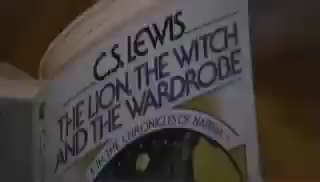 C.S. LEWIS
THE LION, THE WITCH
AND THE WARDROBE
IN THE CHRONICLES OF NARNIA